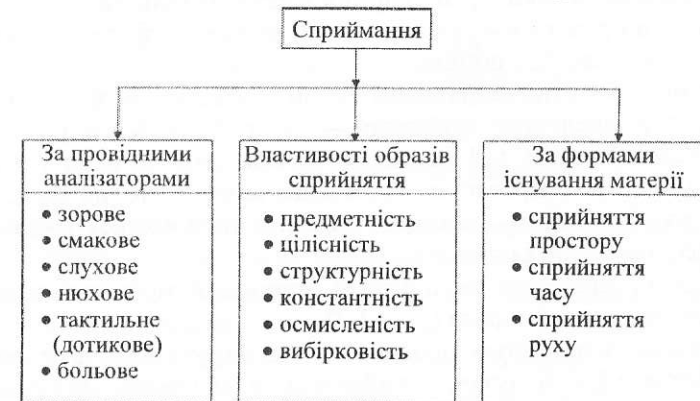 Сприймання
За провідними
аналізаторами
• зорове
• смакове
• слухове
• нюхове
• тактильне
(дотикове)
• больове
Властивості образів
сприйняття
• предметність
• цілісність
• структурність
• константність
• осмисленість
• вибірковість
За формами
існування матерії
• сприйняття
простору
• сприйняття
часу
• сприйняття
руху